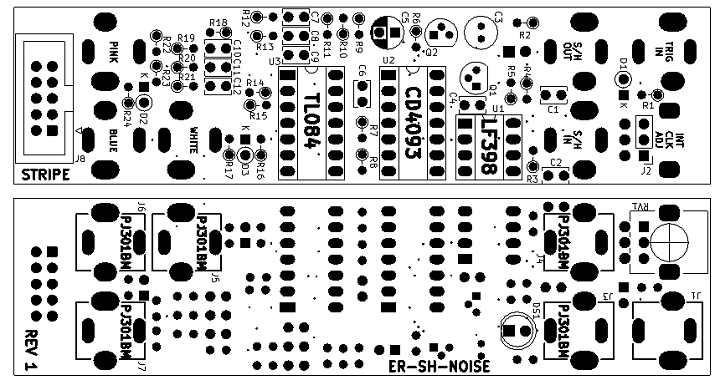 PINK
R22
R19
R20
R21
R23
R18
C10
C11
C12
R12
R13
C7
C8
C9
R11
R10
R9
C5
R6
Q2
C3
R2
S/H
OUT
TRIG
IN
D1
K
R1
U3
TL084
C6
U2
CD4093
R5
R4
Q1
C4
U1
LF398
C1
R14
R15
R7
R8
K
D2
R24
BLUE
WHITE
K
D3
R17
R16
R3
C2
S/H
IN
INT
CLK
ADJ
J2
J8
STRIPE
J6
PJ301BM
PJ301BM
J5
PJ301BM
J4
RV1
PJ301BM
J7
DS1
PJ301BM
J3
J1
REV 1
ER-SH-NOISE